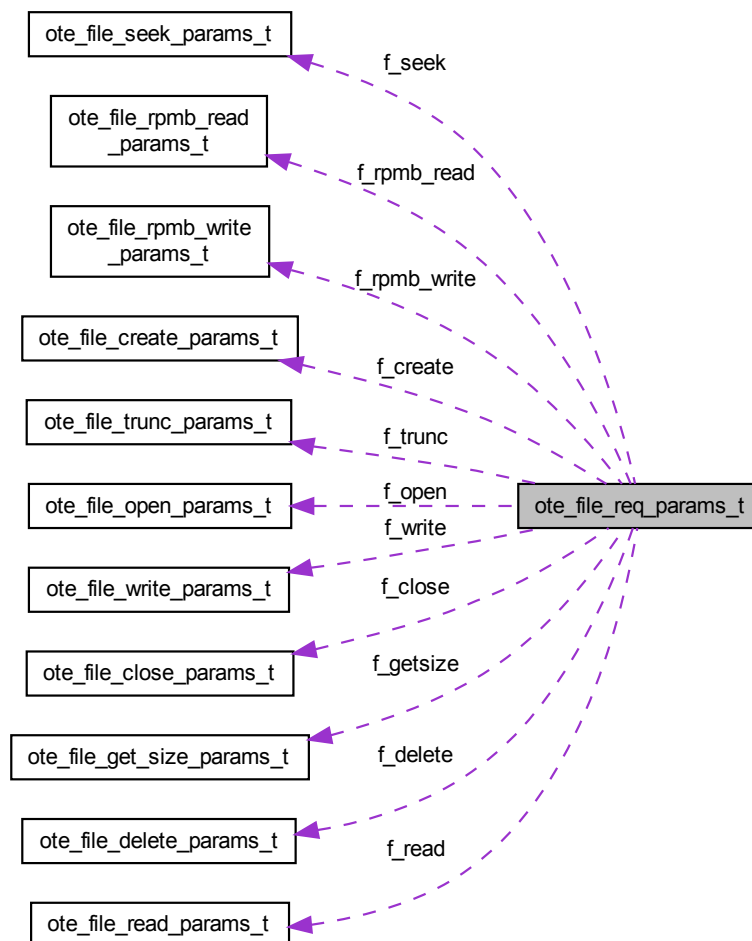 ote_file_seek_params_t
f_seek
ote_file_rpmb_read
_params_t
f_rpmb_read
ote_file_rpmb_write
_params_t
f_rpmb_write
ote_file_create_params_t
f_create
ote_file_trunc_params_t
f_trunc
ote_file_open_params_t
f_open
ote_file_req_params_t
f_write
ote_file_write_params_t
f_close
ote_file_close_params_t
f_getsize
ote_file_get_size_params_t
f_delete
ote_file_delete_params_t
f_read
ote_file_read_params_t